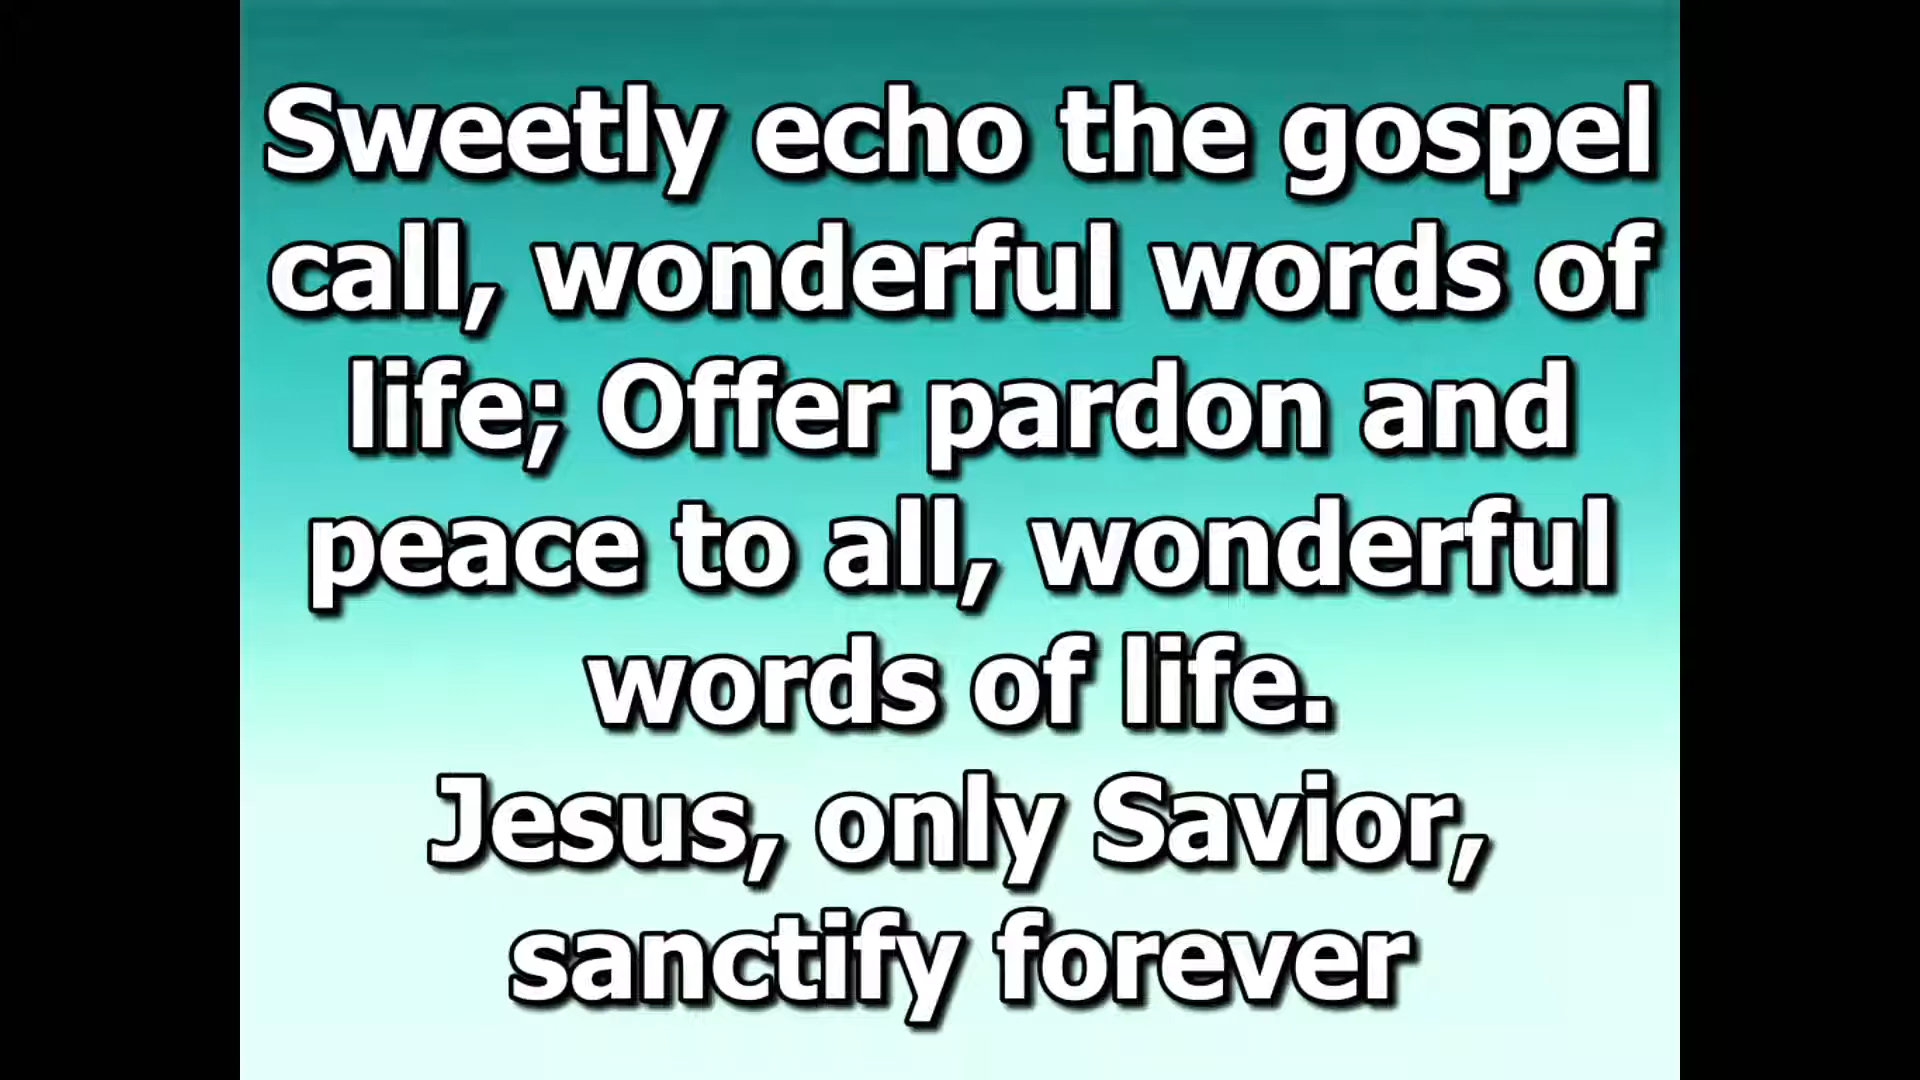 Sweetly echo the gospel
call, wonderful words of
life; Offer pardon and
peace to all, wonderful
words of life.
Jesus, only Savior,
sanctify forever